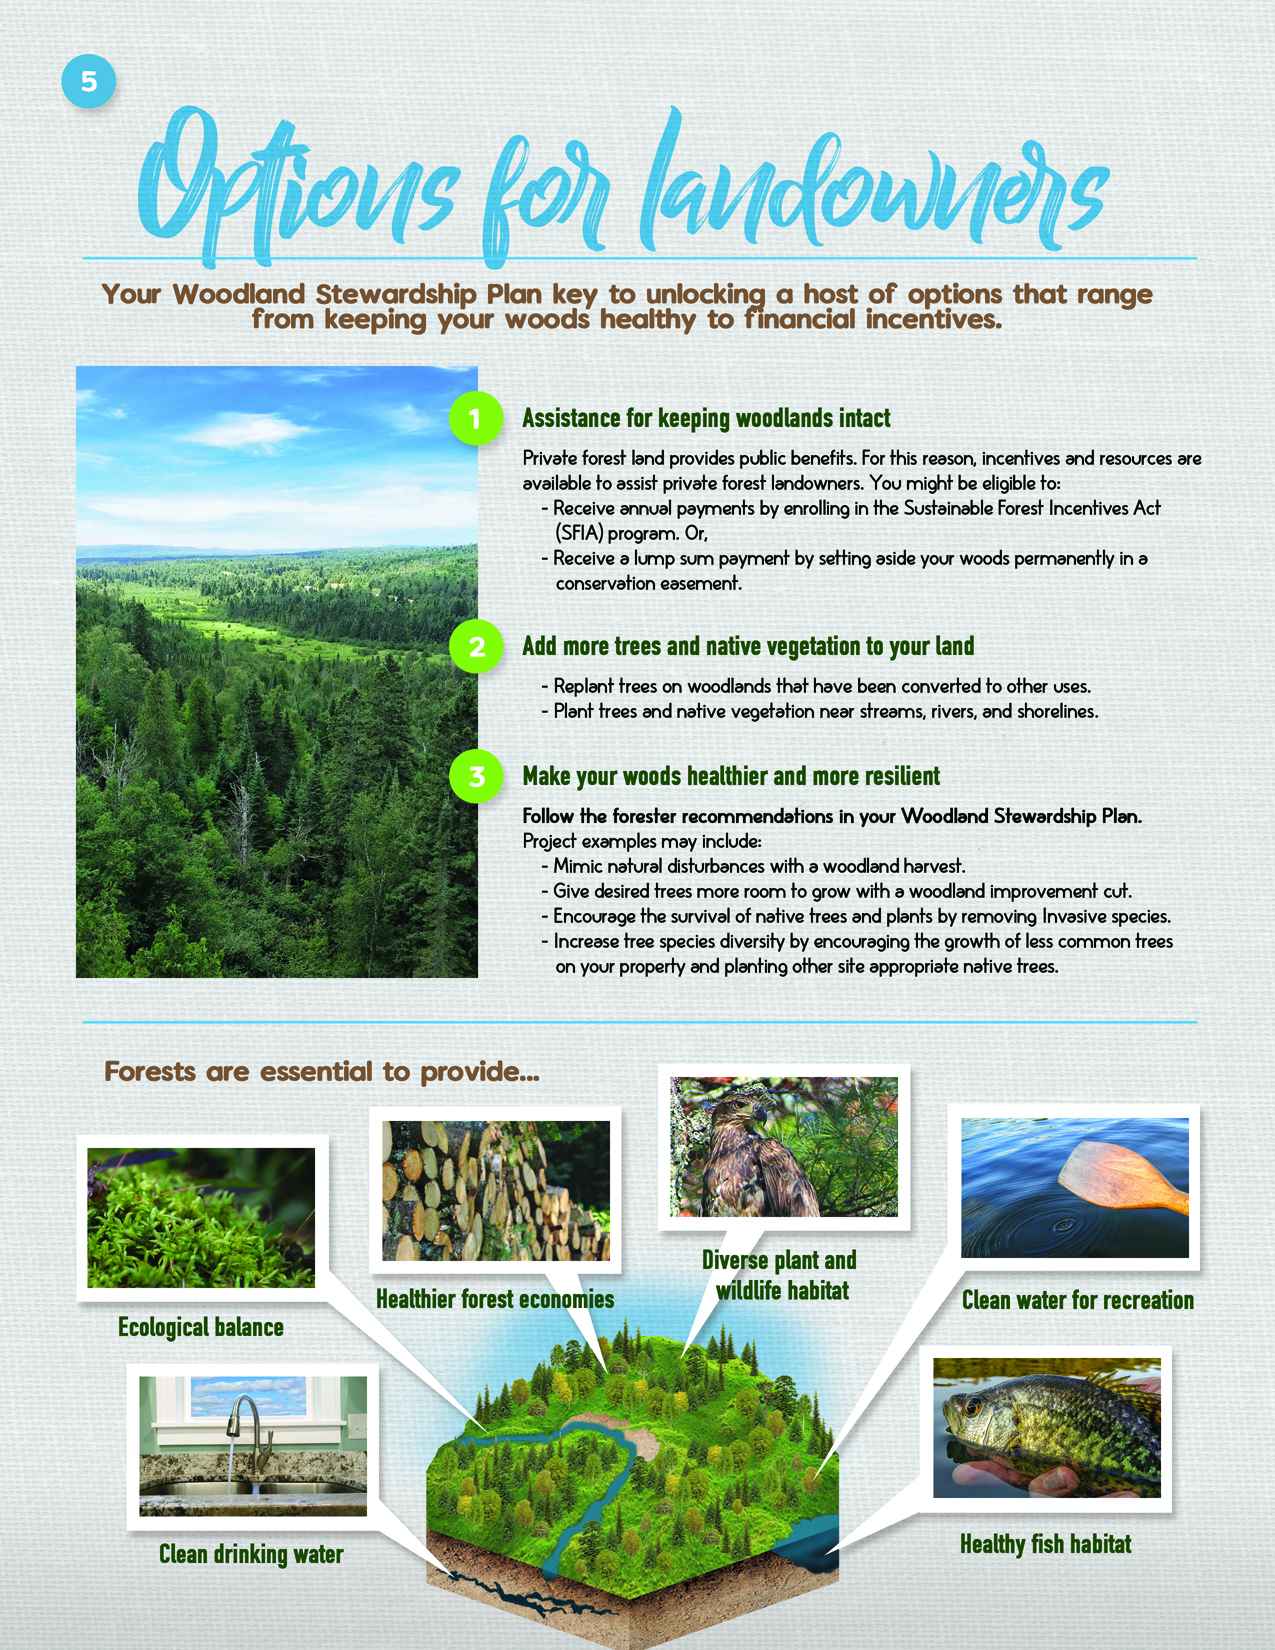 5
Options for landowners
Your Woodland Stewardship Plan key to unlocking a host of options that range
from keeping your woods healthy to financial incentives.
1
Assistance for keeping woodlands intact
Private forest land provides public benefits. For this reason, incentives and resources are
available to assist private forest landowners. You might be eligible to:
- Receive annual payments by enrolling in the Sustainable Forest Incentives Act
(SFIA) program. Or,
- Receive a lump sum payment by setting aside your woods permanently in a
conservation easement.
2
Add more trees and native vegetation to your land
- Replant trees on woodlands that have been converted to other uses.
- Plant trees and native vegetation near streams, rivers, and shorelines.
3
Make your woods healthier and more resilient
Follow the forester recommendations in your Woodland Stewardship Plan.
Project examples may include:
- Mimic natural disturbances with a woodland harvest.
- Give desired trees more room to grow with a woodland improvement cut.
- Encourage the survival of native trees and plants by removing Invasive species.
- Increase tree species diversity by encouraging the growth of less common trees
on your property and planting other site appropriate native trees.
Forests are essential to provide...
Ecological balance
Healthier forest economies
Diverse plant and
wildlife habitat
Clean water for recreation
Clean drinking water
Healthy fish habitat